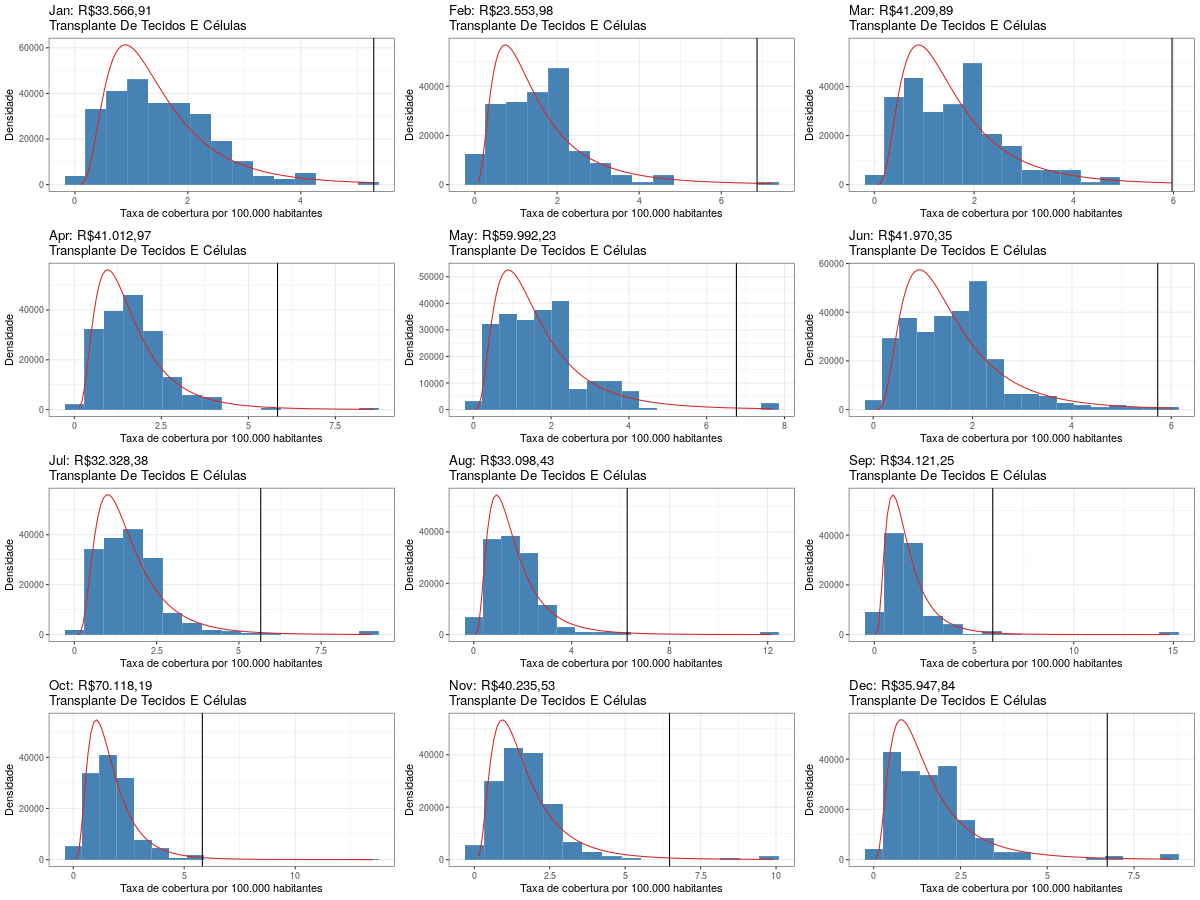 Jan: R$33.566,91
Transplante De Tecidos E Células
Densidade
60000
40000
20000
0
0 2 4
Taxa de cobertura por 100.000 habitantes
Feb: R$23.553,98
Transplante De Tecidos E Células
Densidade
40000
20000
0
0 2 4 6
Taxa de cobertura por 100.000 habitantes
Mar: R$41.209,89
Transplante De Tecidos E Células
Densidade
40000
20000
0
0 2 4 6
Taxa de cobertura por 100.000 habitantes
Apr: R$41.012,97
Transplante De Tecidos E Células
Densidade
40000
20000
0
0 2.5 5 7.5
Taxa de cobertura por 100.000 habitantes
May: R$59.992,23
Transplante De Tecidos E Células
Densidade
50000
40000
30000
20000
10000
0
0 2 4 6 8
Taxa de cobertura por 100.000 habitantes
Jun: R$41.970,35
Transplante De Tecidos E Células
Densidade
60000
40000
20000
0
0 2 4 6
Taxa de cobertura por 100.000 habitantes
Jul: R$32.328,38
Transplante De Tecidos E Células
Densidade
40000
20000
0
0 2.5 5 7.5
Taxa de cobertura por 100.000 habitantes
Aug: R$33.098,43
Transplante De Tecidos E Células
Densidade
40000
20000
0
0 4 8 12
Taxa de cobertura por 100.000 habitantes
Sep: R$34.121,25
Transplante De Tecidos E Células
Densidade
40000
20000
0
0 5 10 15
Taxa de cobertura por 100.000 habitantes
Oct: R$70.118,19
Transplante De Tecidos E Células
Densidade
40000
20000
0
0 5 10
Taxa de cobertura por 100.000 habitantes
Nov: R$40.235,53
Transplante De Tecidos E Células
Densidade
40000
20000
0
0 2.5 5 7.5 10
Taxa de cobertura por 100.000 habitantes
Dec: R$35.947,84
Transplante De Tecidos E Células
Densidade
40000
20000
0
0 2.5 5 7.5
Taxa de cobertura por 100.000 habitantes